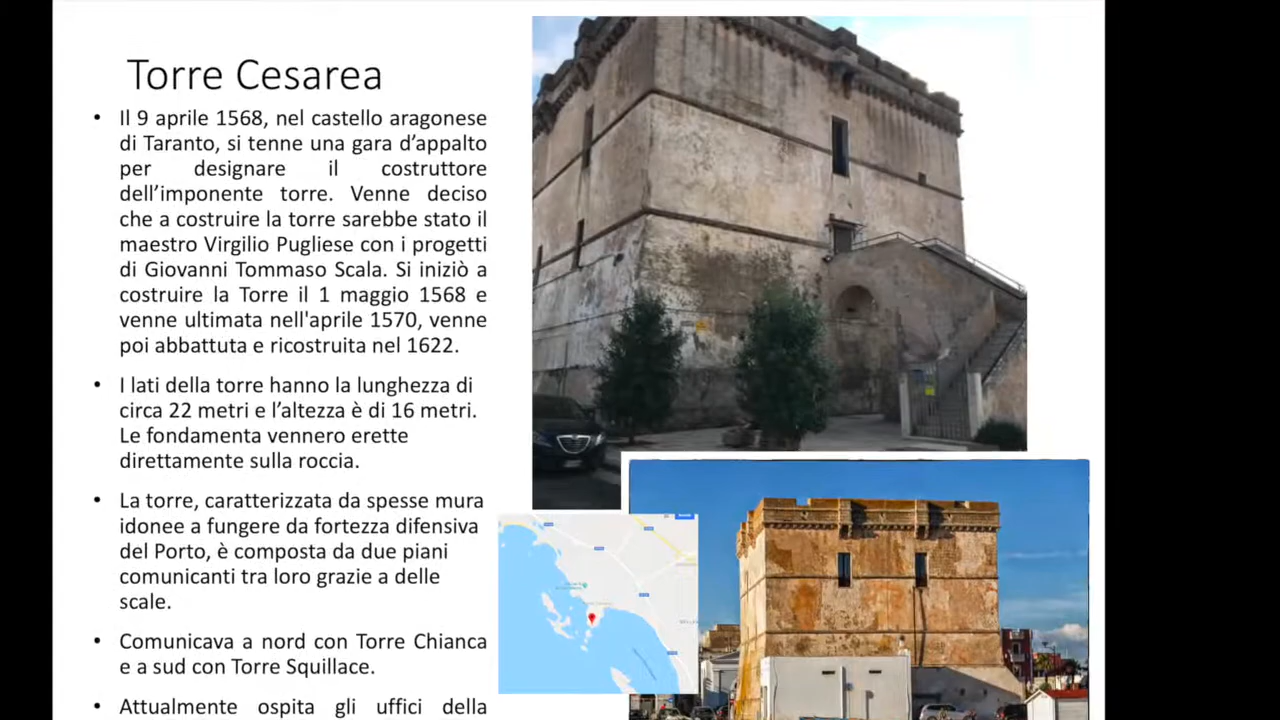 Torre Cesarea
• Il 9 aprile 1568, nel castello aragonese
di Taranto, si tenne una gara d’appalto
per designare il costruttore
dell’imponente torre. Venne deciso
che a costruire la torre sarebbe stato il
maestro Virgilio Pugliese con i progetti
di Giovanni Tommaso Scala. Si iniziò a
costruire la Torre il 1 maggio 1568 e
venne ultimata nell'aprile 1570, venne
poi abbattuta e ricostruita nel 1622.
• I lati della torre hanno la lunghezza di
circa 22 metri e l’altezza è di 16 metri.
Le fondamenta vennero erette
direttamente sulla roccia.
• La torre, caratterizzata da spesse mura
idonee a fungere da fortezza difensiva
del Porto, è composta da due piani
comunicanti tra loro grazie a delle
scale.
• Comunicava a nord con Torre Chianca
e a sud con Torre Squillace.
• Attualmente ospita gli uffici della